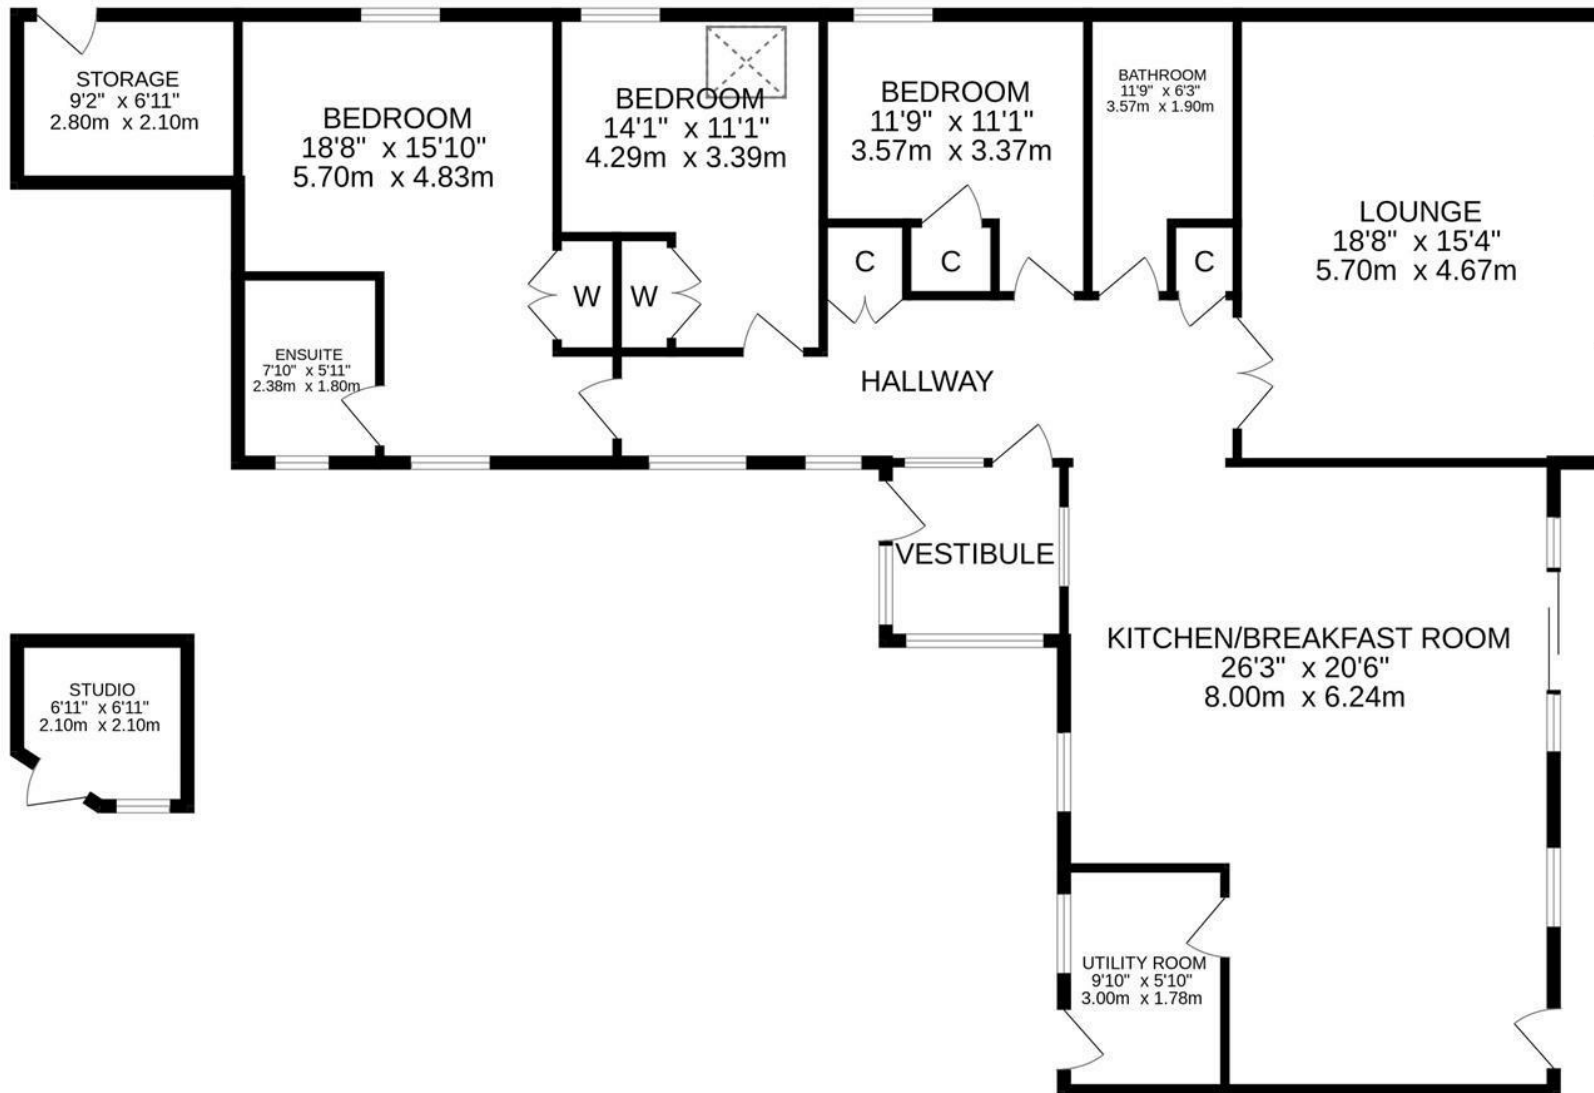 STORAGE
9'2" x 6'11"
2.80m x 2.10m
BEDROOM
18'8" x 15'10"
5.70m x 4.83m
BEDROOM
14'1" x 11'1"
4.29m x 3.39m
BEDROOM
11'9" x 11'1"
3.57m x 3.37m
BATHROOM
11'9" x 6'3"
3.57m x 1.90m
LOUNGE
18'8" x 15'4"
5.70m x 4.67m
W
W
C
C
C
ENSUITE
7'10" x 5'11"
2.38m x 1.80m
HALLWAY
VESTIBULE
KITCHEN/BREAKFAST ROOM
26'3" x 20'6"
8.00m x 6.24m
STUDIO
6'11" x 6'11"
2.10m x 2.10m
UTILITY ROOM
9'10" x 5'10"
3.00m x 1.78m